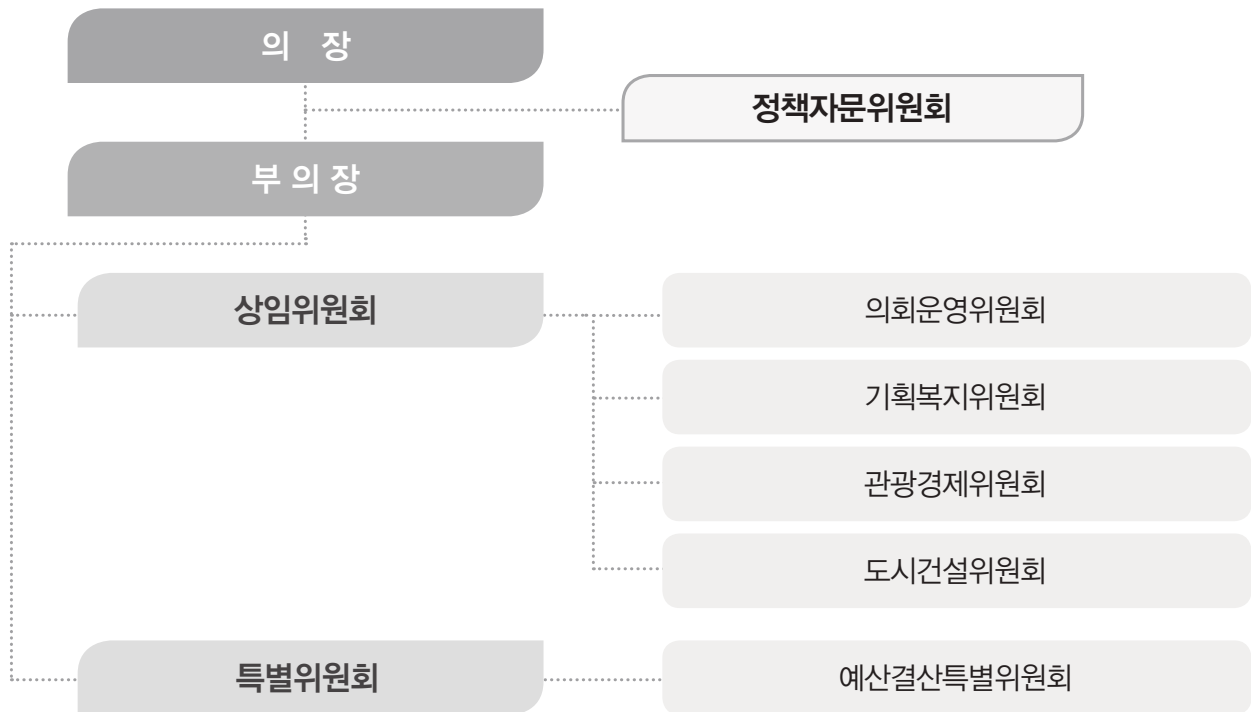 의 장
정책자문위원회
부 의 장
상임위원회
의회운영위원회
기획복지위원회
관광경제위원회
도시건설위원회
특별위원회
예산결산특별위원회